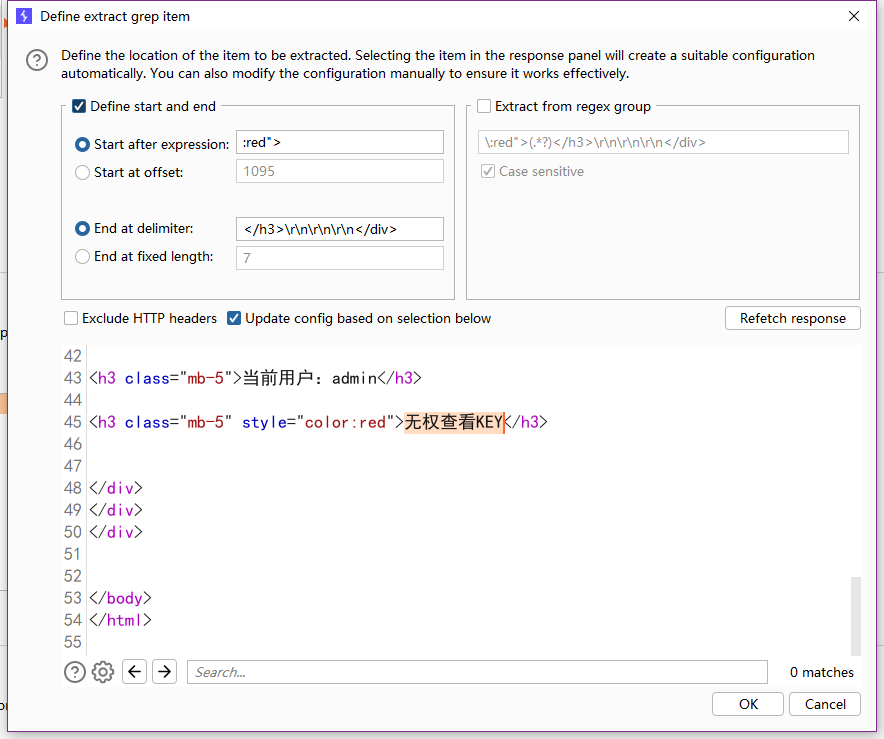 Define extract grep item
Define the location of the item to be extracted. Selecting the item in the response panel will create a suitable configuration
automatically. You can also modify the configuration manually to ensure it works effectively.
Define start and end
Start after expression: :red">
Start at offset: 1095
End at delimiter: </h3>\r\n\r\n\r\n</div>
End at fixed length: 7
Extract from regex group
\:red">(.*?)</h3>\r\n\r\n\r\n</div>
Case sensitive
Exclude HTTP headers Update config based on selection below Refetch response
42
43 <h3 class="mb-5">当前用户：admin</h3>
44
45 <h3 class="mb-5" style="color:red">无权查看KEY</h3>
46
47
48 </div>
49 </div>
50 </div>
51
52
53 </body>
54 </html>
55
Search... 0 matches
OK Cancel